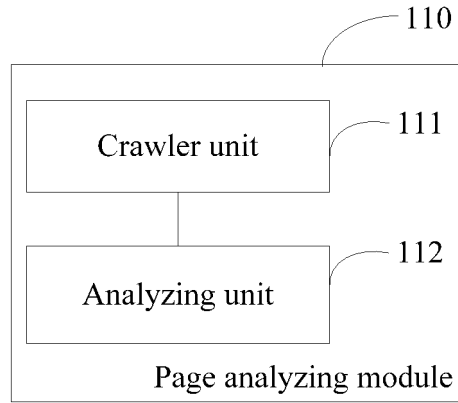 110
Crawler unit
111
Analyzing unit
112
Page analyzing module